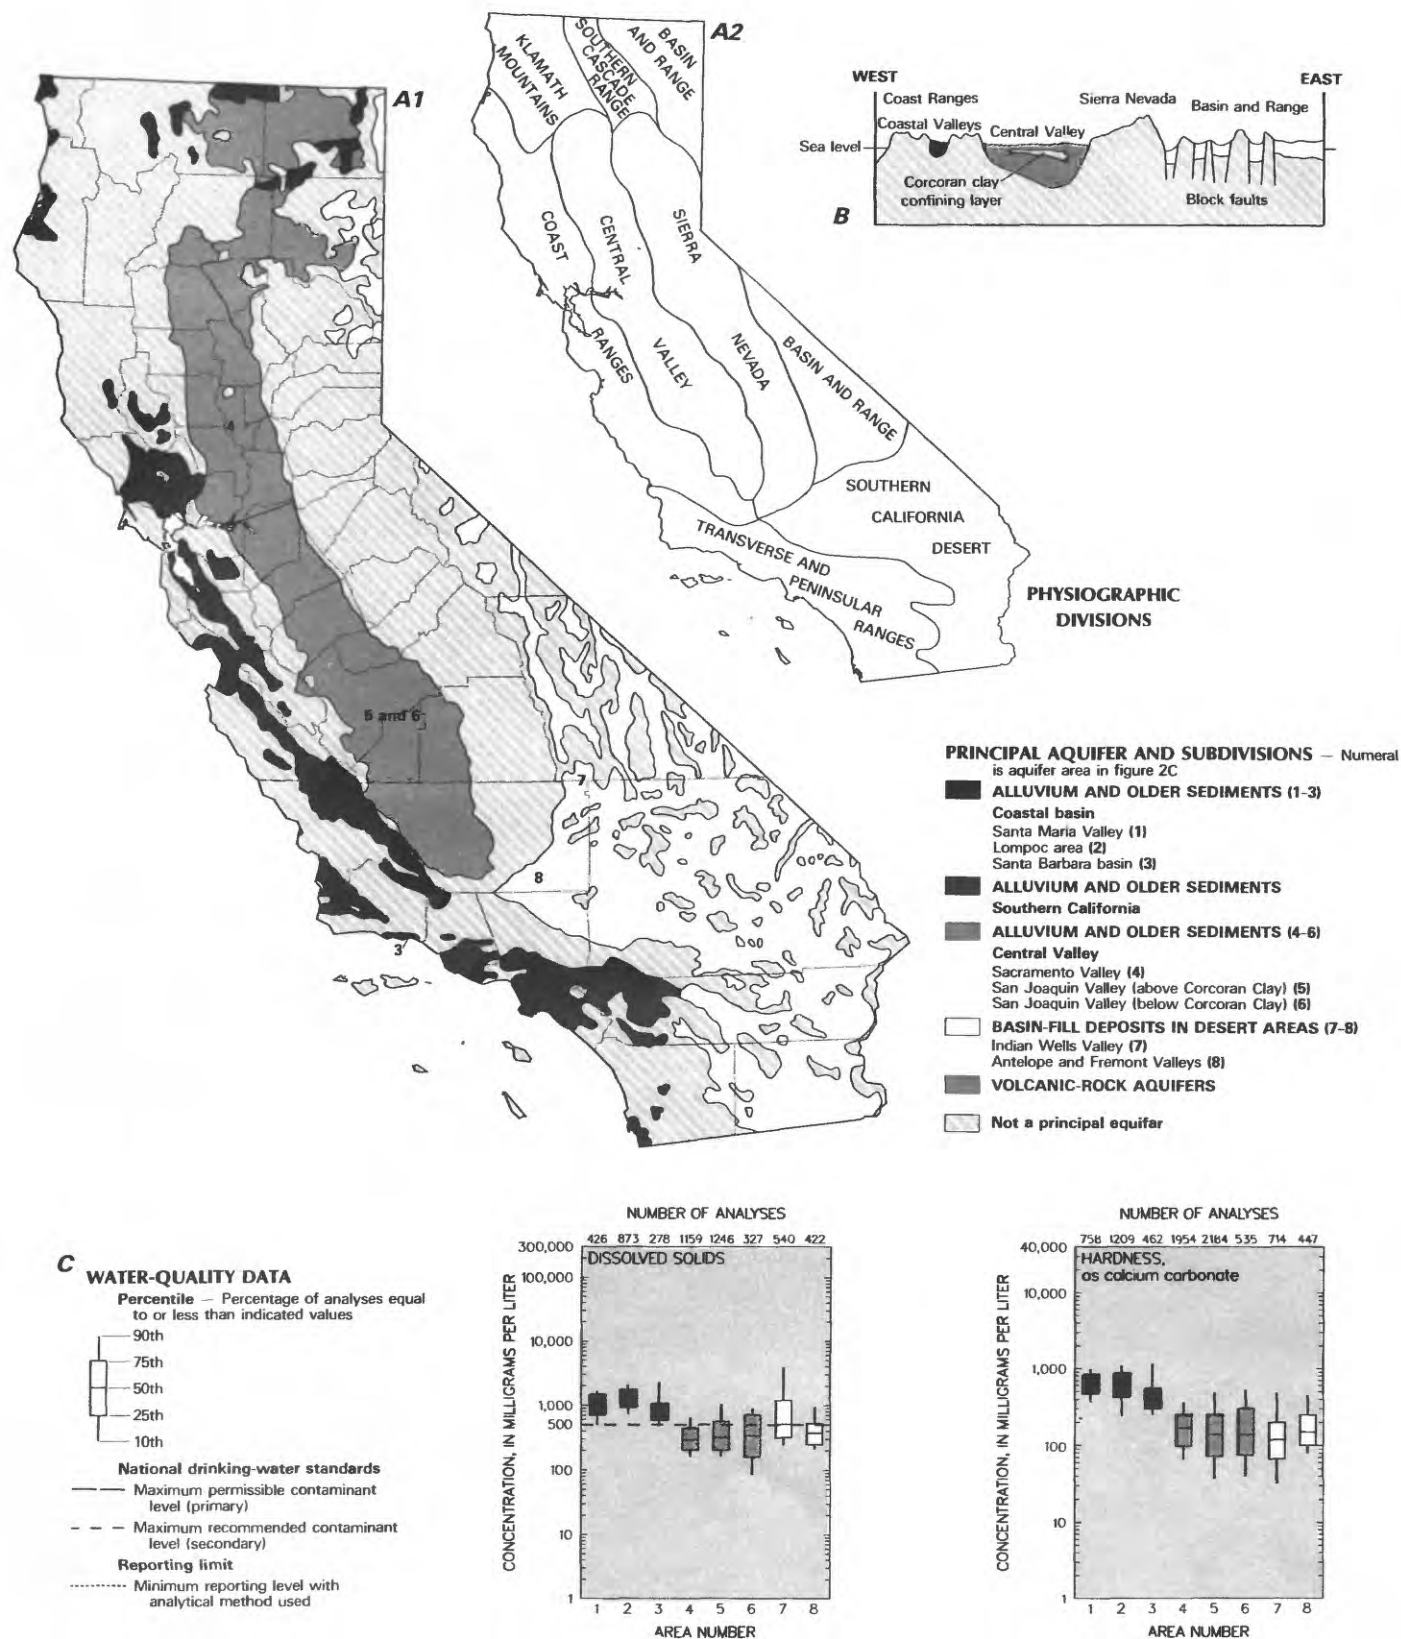 A1
4
5 and 6
7
8
3
A2
KLAMATH
MOUNTAINS
SOUTHERN
CASCADE
RANGE
BASIN
AND RANGE
COAST
RANGES
CENTRAL
VALLEY
SIERRA
NEVADA
BASIN AND RANGE
SOUTHERN
CALIFORNIA
DESERT
TRANSVERSE AND
PENINSULAR
RANGES
PHYSIOGRAPHIC
DIVISIONS
WEST
EAST
Coast Ranges
Sierra Nevada
Basin and Range
Coastal Valleys
Central Valley
Sea level
Corcoran clay
confining layer
Block faults
B
PRINCIPAL AQUIFER AND SUBDIVISIONS — Numeral
is aquifer area in figure 2C
ALLUVIUM AND OLDER SEDIMENTS (1-3)
Coastal basin
Santa Maria Valley (1)
Lompoc area (2)
Santa Barbara basin (3)
ALLUVIUM AND OLDER SEDIMENTS
Southern California
ALLUVIUM AND OLDER SEDIMENTS (4-6)
Central Valley
Sacramento Valley (4)
San Joaquin Valley (above Corcoran Clay) (5)
San Joaquin Valley (below Corcoran Clay) (6)
BASIN-FILL DEPOSITS IN DESERT AREAS (7-8)
Indian Wells Valley (7)
Antelope and Fremont Valleys (8)
VOLCANIC-ROCK AQUIFERS
Not a principal equifar
C
WATER-QUALITY DATA
Percentile — Percentage of analyses equal
to or less than indicated values
90th
75th
50th
25th
10th
National drinking-water standards
Maximum permissible contaminant
level (primary)
Maximum recommended contaminant
level (secondary)
Reporting limit
Minimum reporting level with
analytical method used
NUMBER OF ANALYSES
426 873 278 1159 1246 327 540 422
DISSOLVED SOLIDS
CONCENTRATION, IN MILLIGRAMS PER LITER
300,000
100,000
10,000
1,000
500
100
10
1
1 2 3 4 5 6 7 8
AREA NUMBER
NUMBER OF ANALYSES
758 1209 462 1954 2164 535 714 447
HARDNESS,
as calcium carbonate
CONCENTRATION, IN MILLIGRAMS PER LITER
40,000
10,000
1,000
100
10
1
1 2 3 4 5 6 7 8
AREA NUMBER